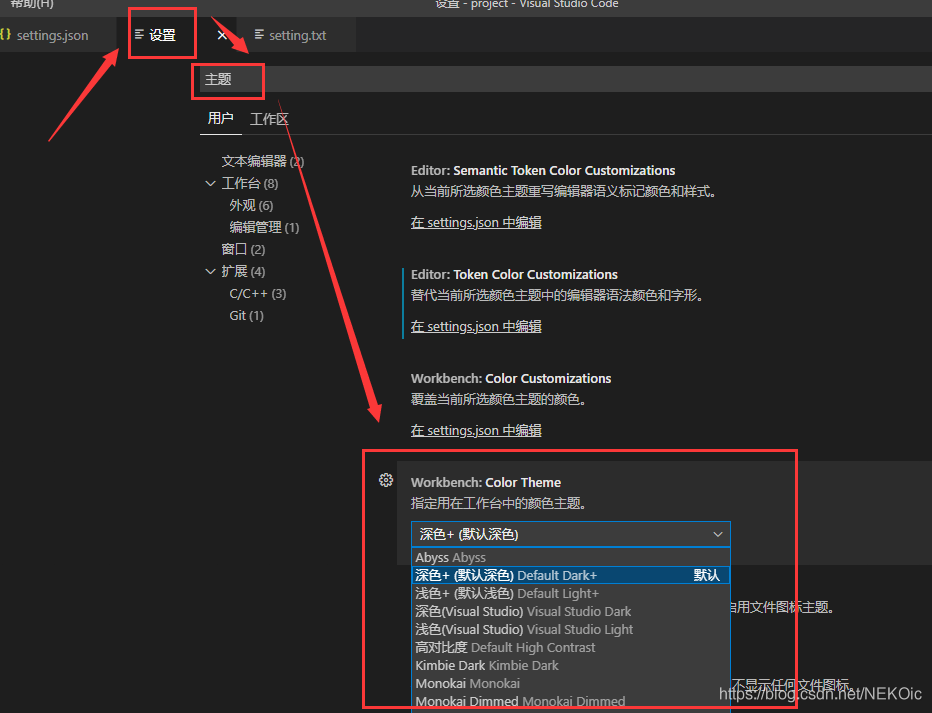 帮助(H)
设置 - project - Visual Studio Code
{} settings.json
设置
setting.txt
主题
用户
工作区
文本编辑器 (2)
工作台 (8)
外观 (6)
编辑管理 (1)
窗口 (2)
扩展 (4)
C/C++ (3)
Git (1)
Editor: Semantic Token Color Customizations
从当前所选颜色主题重写编辑器语义标记颜色和样式。
在 settings.json 中编辑
Editor: Token Color Customizations
替代当前所选颜色主题中的编辑器语法颜色和字形。
在 settings.json 中编辑
Workbench: Color Customizations
覆盖当前所选颜色主题的颜色。
在 settings.json 中编辑
Workbench: Color Theme
指定用在工作台中的颜色主题。
深色+ (默认深色)
Abyss Abyss
深色+ (默认深色) Default Dark+ 默认
浅色+ (默认浅色) Default Light+
深色(Visual Studio) Visual Studio Dark
启用文件图标主题。
浅色(Visual Studio) Visual Studio Light
高对比度 Default High Contrast
Kimbie Dark Kimbie Dark
Monokai Monokai
不显示任何文件图标。
Monokai Dimmed Monokai Dimmed
https://blog.csdn.net/NEKOic